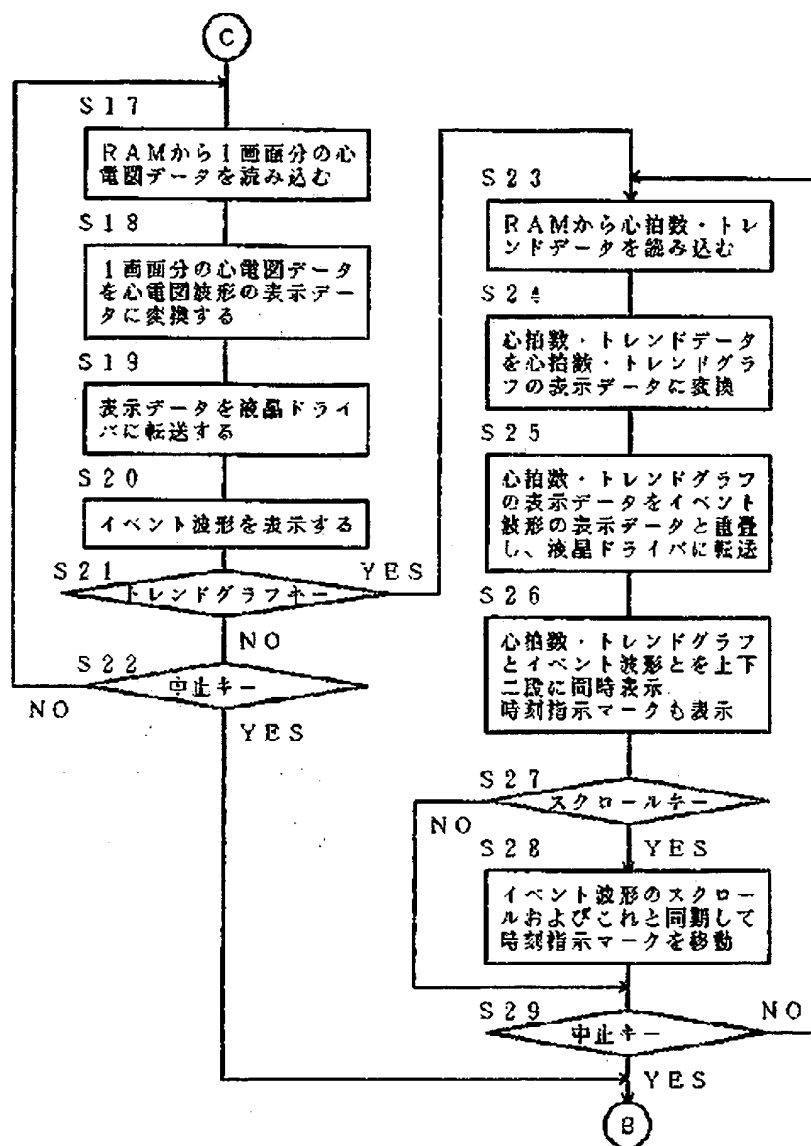 C
S17
RAMから1画面分の心
電図データを読み込む
S18
1画面分の心電図データ
を心電図波形の表示デー
タに変換する
S19
表示データを液晶ドライ
バに転送する
S20
イベント波形を表示する
S21
トレンドグラフキー
YES
NO
S22
中止キー
NO
YES
S23
RAMから心拍数・トレ
ンドデータを読み込む
S24
心拍数・トレンドデータ
を心拍数・トレンドグラ
フの表示データに変換
S25
心拍数・トレンドグラフ
の表示データをイベント
波形の表示データと重畳
し、液晶ドライバに転送
S26
心拍数・トレンドグラフ
とイベント波形とを上下
二段に同時表示
時刻指示マークも表示
S27
スクロールキー
NO
YES
S28
イベント波形のスクロー
ルおよびこれと同期して
時刻指示マークを移動
S29
中止キー
NO
YES
B